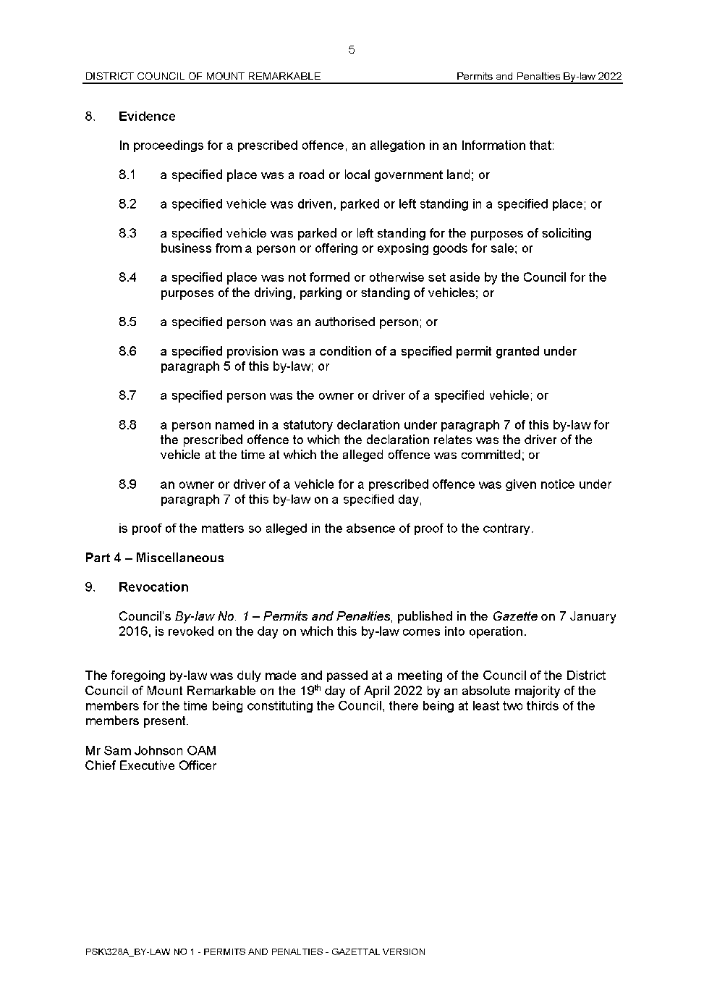 5
DISTRICT COUNCIL OF MOUNT REMARKABLE Permits and Penalties By-law 2022
8. Evidence
In proceedings for a prescribed offence, an allegation in an Information that:
8.1 a specified place was a road or local government land; or
8.2 a specified vehicle was driven, parked or left standing in a specified place; or
8.3 a specified vehicle was parked or left standing for the purposes of soliciting
business from a person or offering or exposing goods for sale; or
8.4 a specified place was not formed or otherwise set aside by the Council for the
purposes of the driving, parking or standing of vehicles; or
8.5 a specified person was an authorised person; or
8.6 a specified provision was a condition of a specified permit granted under
paragraph 5 of this by-law; or
8.7 a specified person was the owner or driver of a specified vehicle; or
8.8 a person named in a statutory declaration under paragraph 7 of this by-law for
the prescribed offence to which the declaration relates was the driver of the
vehicle at the time at which the alleged offence was committed; or
8.9 an owner or driver of a vehicle for a prescribed offence was given notice under
paragraph 7 of this by-law on a specified day,
is proof of the matters so alleged in the absence of proof to the contrary.
Part 4 – Miscellaneous
9. Revocation
Council's By-law No. 1 – Permits and Penalties, published in the Gazette on 7 January
2016, is revoked on the day on which this by-law comes into operation.
The foregoing by-law was duly made and passed at a meeting of the Council of the District
Council of Mount Remarkable on the 19th day of April 2022 by an absolute majority of the
members for the time being constituting the Council, there being at least two thirds of the
members present.
Mr Sam Johnson OAM
Chief Executive Officer
PSK\328A_BY-LAW NO 1 - PERMITS AND PENALTIES - GAZETTAL VERSION